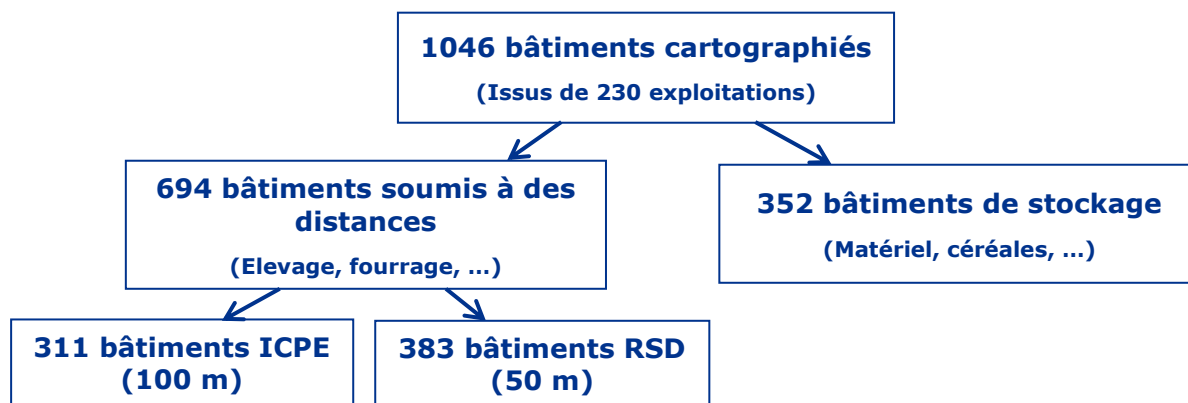 1046 bâtiments cartographiés
(Issus de 230 exploitations)
694 bâtiments soumis à des
distances
(Elevage, fourrage, ...)
352 bâtiments de stockage
(Matériel, céréales, ...)
311 bâtiments ICPE
(100 m)
383 bâtiments RSD
(50 m)